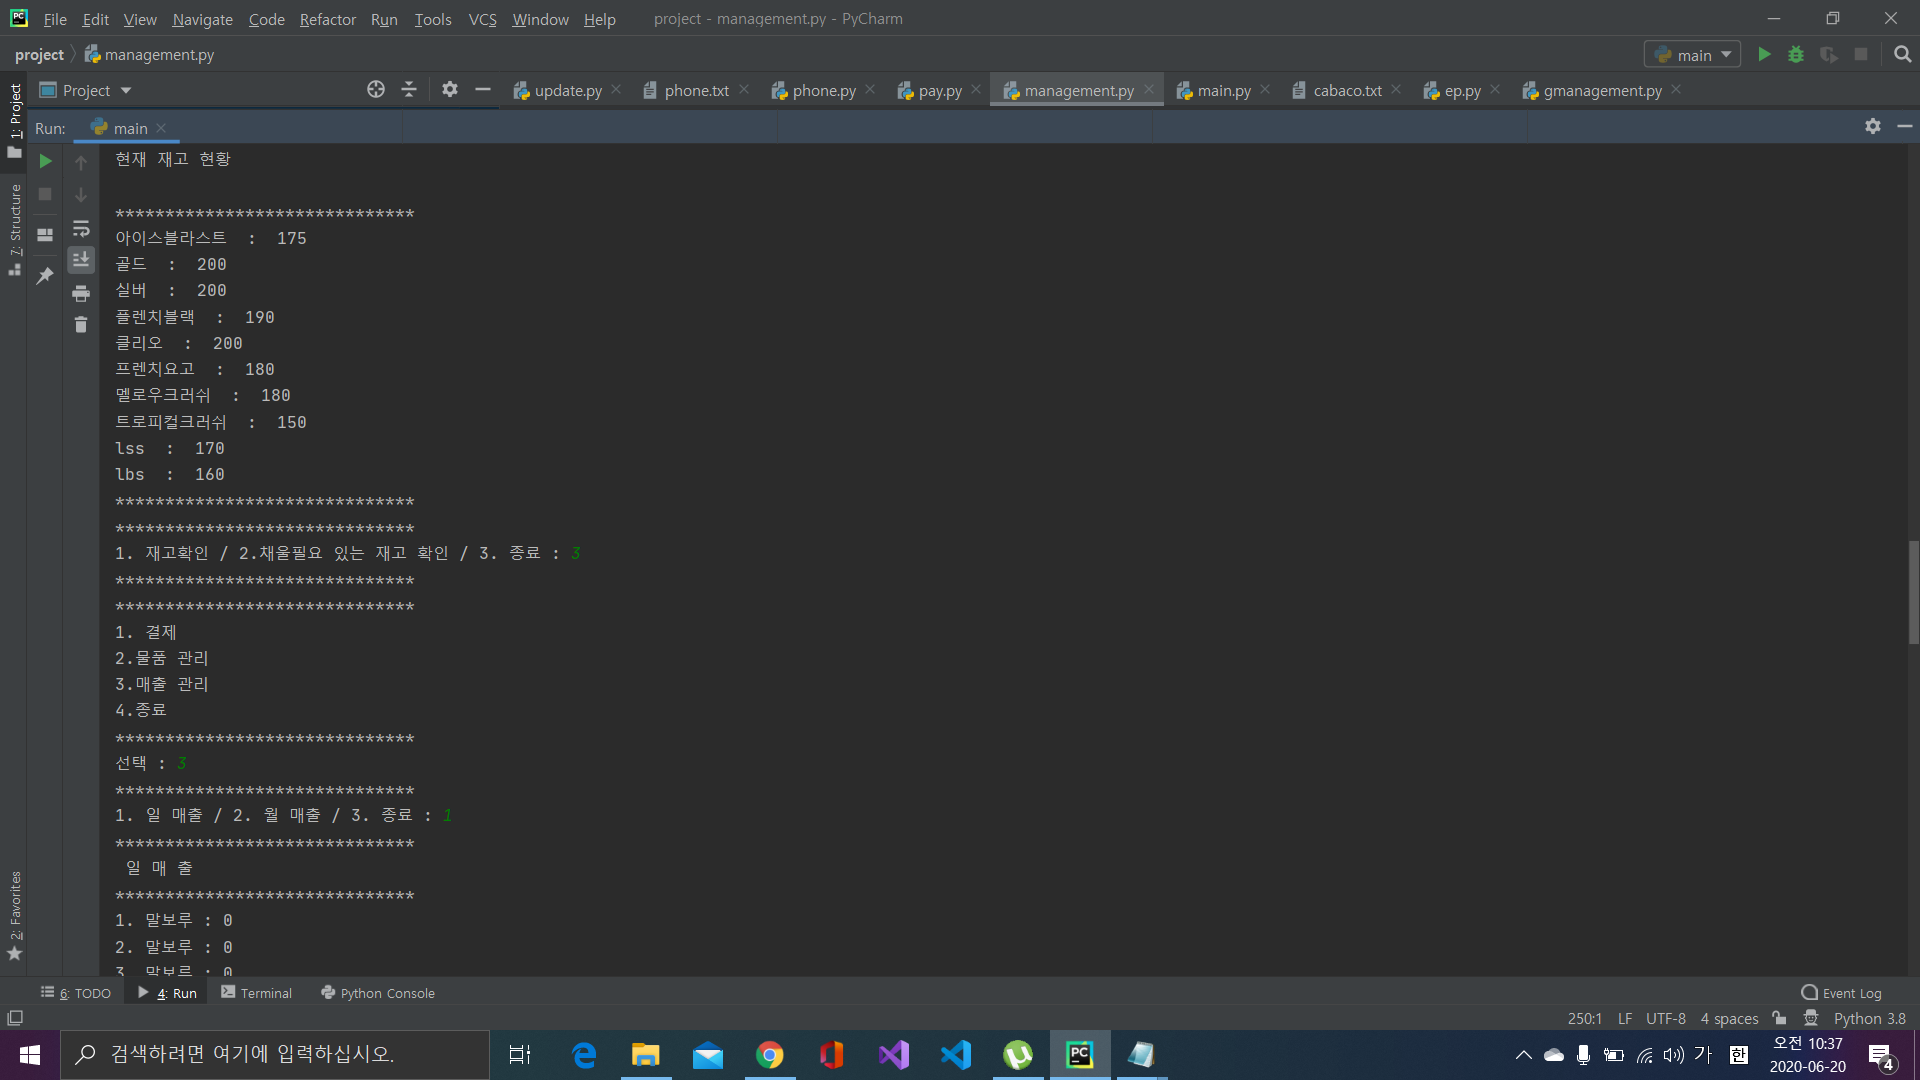 File Edit View Navigate Code Refactor Run Tools VCS Window Help project - management.py - PyCharm
project management.py main
Project update.py phone.txt phone.py pay.py management.py main.py cabaco.txt ep.py gmanagement.py
Run: main
1: Project
7: Structure
2: Favorites
현재 재고 현황
******************************
아이스블라스트 : 175
골드 : 200
실버 : 200
플렌치블랙 : 190
클리오 : 200
프렌치요고 : 180
멜로우크러쉬 : 180
트로피컬크러쉬 : 150
lss : 170
lbs : 160
******************************
******************************
1. 재고확인 / 2.채울필요 있는 재고 확인 / 3. 종료 : 3
******************************
******************************
1. 결제
2.물품 관리
3.매출 관리
4.종료
******************************
선택 : 3
******************************
1. 일 매출 / 2. 월 매출 / 3. 종료 : 1
******************************
일 매 출
******************************
1. 말보루 : 0
2. 말보루 : 0
3. 말보루 : 0
6: TODO 4: Run Terminal Python Console Event Log
250:1 LF UTF-8 4 spaces Python 3.8
검색하려면 여기에 입력하십시오. 가 한 오전 10:37
2020-06-20 4